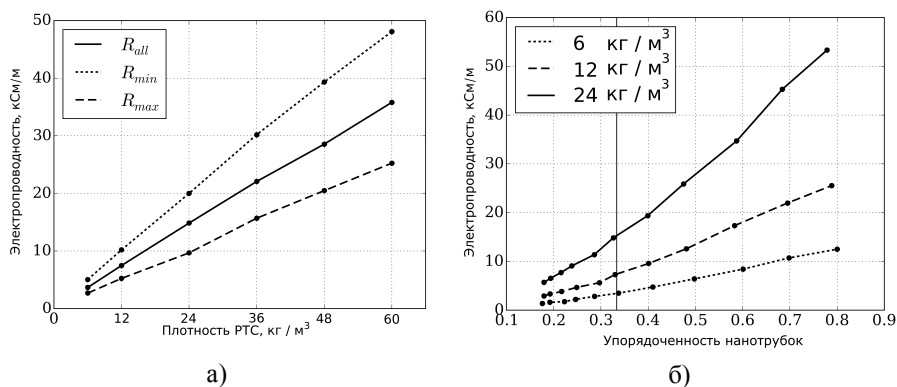 50
40
30
20
10
0
0 12 24 36 48 60
Электропроводность, кСм/м
Плотность РТС, кг / м³
R_all
R_min
R_max
а)
60
50
40
30
20
10
0
0.1 0.2 0.3 0.4 0.5 0.6 0.7 0.8 0.9
Электропроводность, кСм/м
Упорядоченность нанотрубок
6 кг / м³
12 кг / м³
24 кг / м³
б)